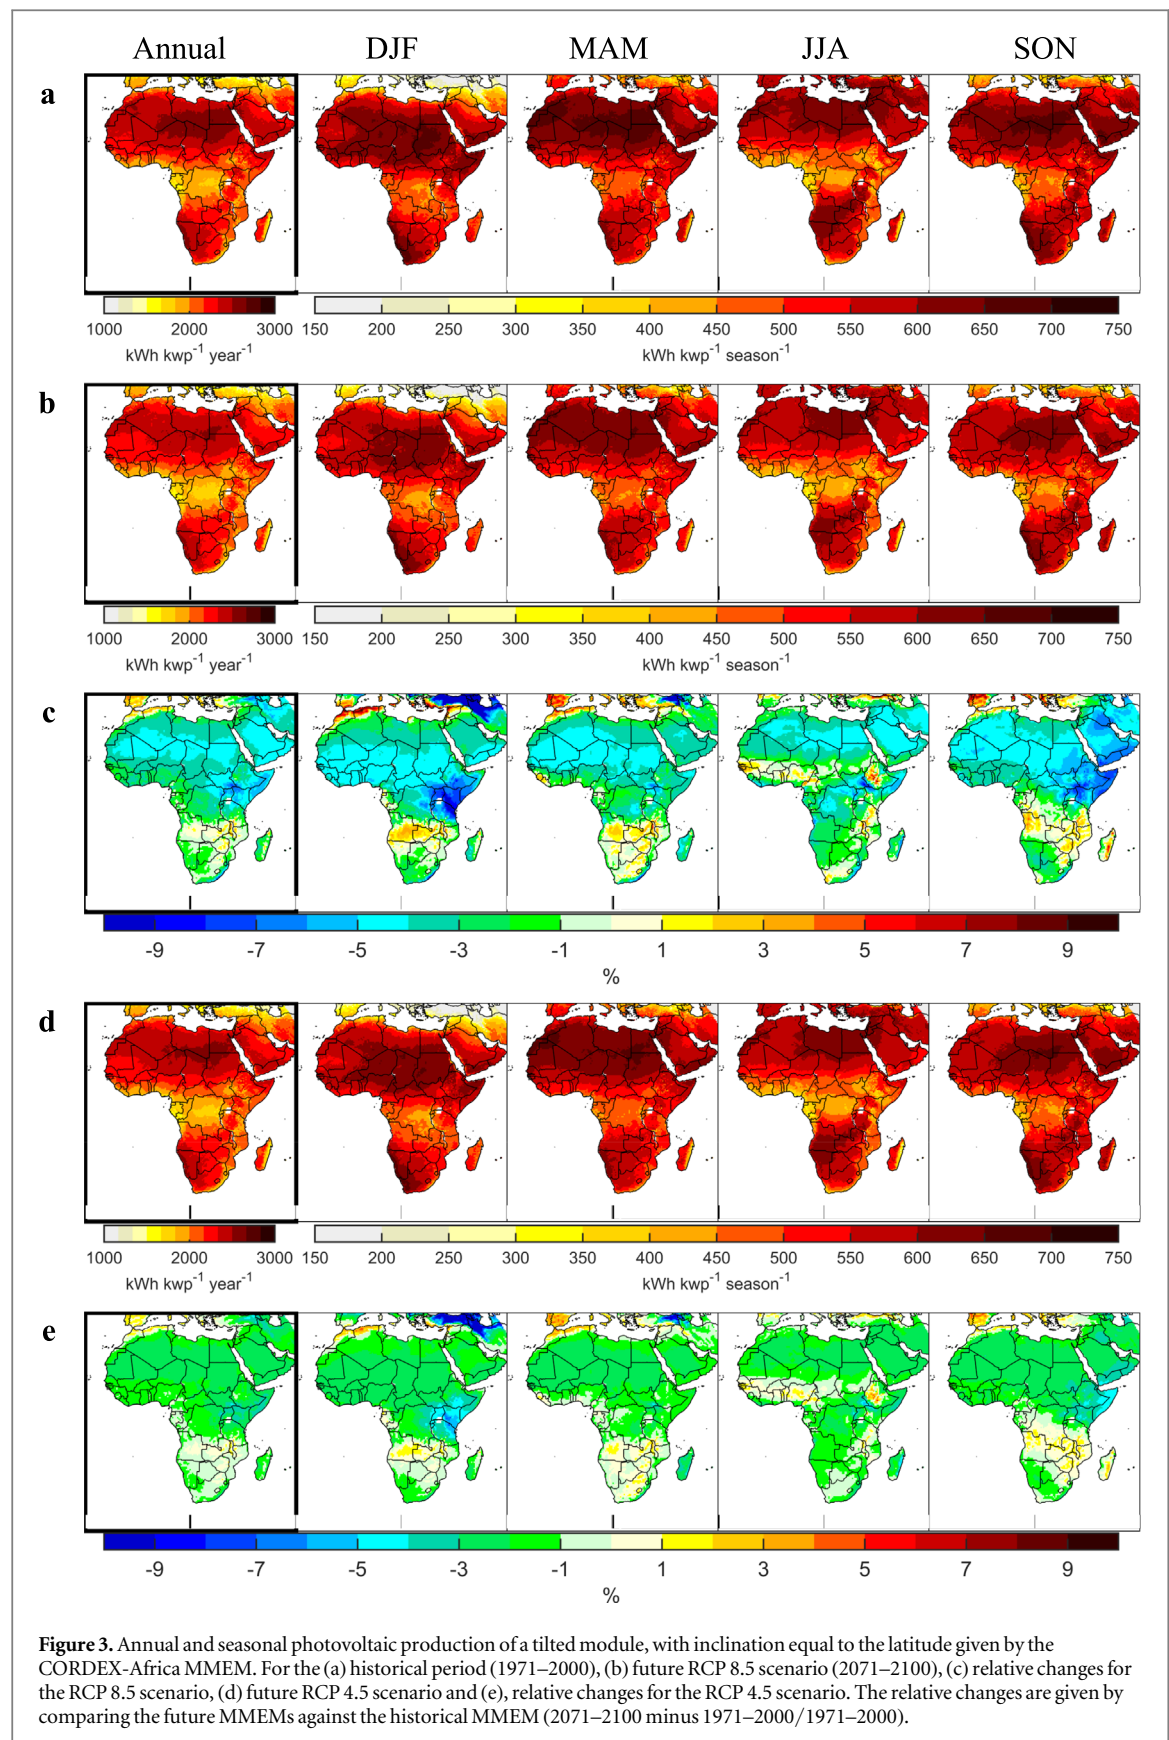 Annual DJF MAM JJA SON
a
1000 2000 3000 150 200 250 300 350 400 450 500 550 600 650 700 750
kWh kwp⁻¹ year⁻¹ kWh kwp⁻¹ season⁻¹
b
1000 2000 3000 150 200 250 300 350 400 450 500 550 600 650 700 750
kWh kwp⁻¹ year⁻¹ kWh kwp⁻¹ season⁻¹
c
-9 -7 -5 -3 -1 1 3 5 7 9
%
d
1000 2000 3000 150 200 250 300 350 400 450 500 550 600 650 700 750
kWh kwp⁻¹ year⁻¹ kWh kwp⁻¹ season⁻¹
e
-9 -7 -5 -3 -1 1 3 5 7 9
%
Figure 3. Annual and seasonal photovoltaic production of a tilted module, with inclination equal to the latitude given by the
CORDEX-Africa MMEM. For the (a) historical period (1971–2000), (b) future RCP 8.5 scenario (2071–2100), (c) relative changes for
the RCP 8.5 scenario, (d) future RCP 4.5 scenario and (e), relative changes for the RCP 4.5 scenario. The relative changes are given by
comparing the future MMEMs against the historical MMEM (2071–2100 minus 1971–2000/1971–2000).